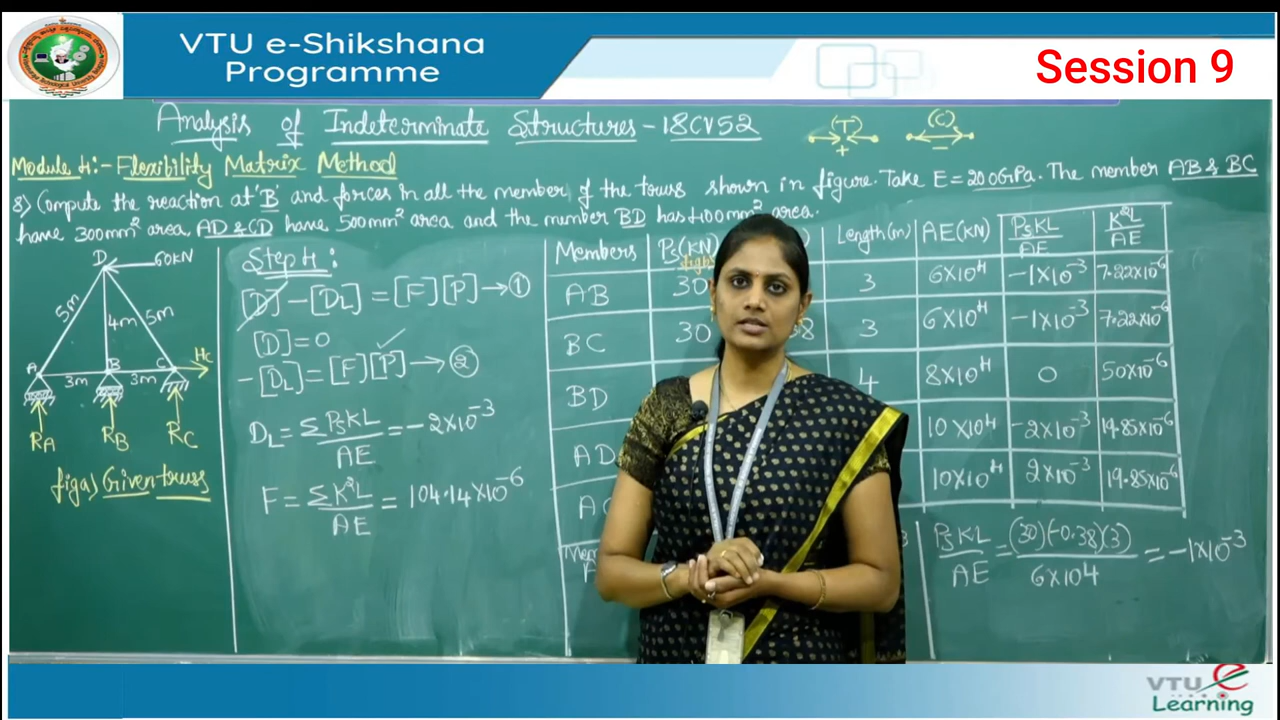 VTU e-Shikshana
Programme
Session 9
Analysis of Indeterminate Structures - 18CV52
(T)
+
(C)
-
Module 4:- Flexibility Matrix Method
8) Compute the reaction at 'B' and forces in all the member of the truss shown in figure. Take E = 200GPa. The member AB & BC
have 300mm² area, AD & CD have 500mm² area and the member BD has 400mm² area.
D
60KN
5m
4m
5m
A
B
C
Hc
3m
3m
RA
RB
RC
fig a) Given truss
Step 4:
[D] - [DL] = [F][P] → ①
[D] = 0
-[DL] = [F][P] → ②
DL = Σ PsKL/AE = -2×10⁻³
F = Σ K²L/AE = 104.14×10⁻⁶
Members Ps(KN) Length(m) AE(KN) PsKL/AE K²L/AE
AB 30 3 6×10⁴ -1×10⁻³ 7.22×10⁻⁶
BC 30 3 6×10⁴ -1×10⁻³ 7.22×10⁻⁶
BD 4 8×10⁴ 0 50×10⁻⁶
AD 10×10⁴ -2×10⁻³ 19.85×10⁻⁶
10×10⁴ 2×10⁻³ 19.85×10⁻⁶
PsKL/AE = (30)(-0.38)(3)/6×10⁴ = -1×10⁻³
VTU e
Learning